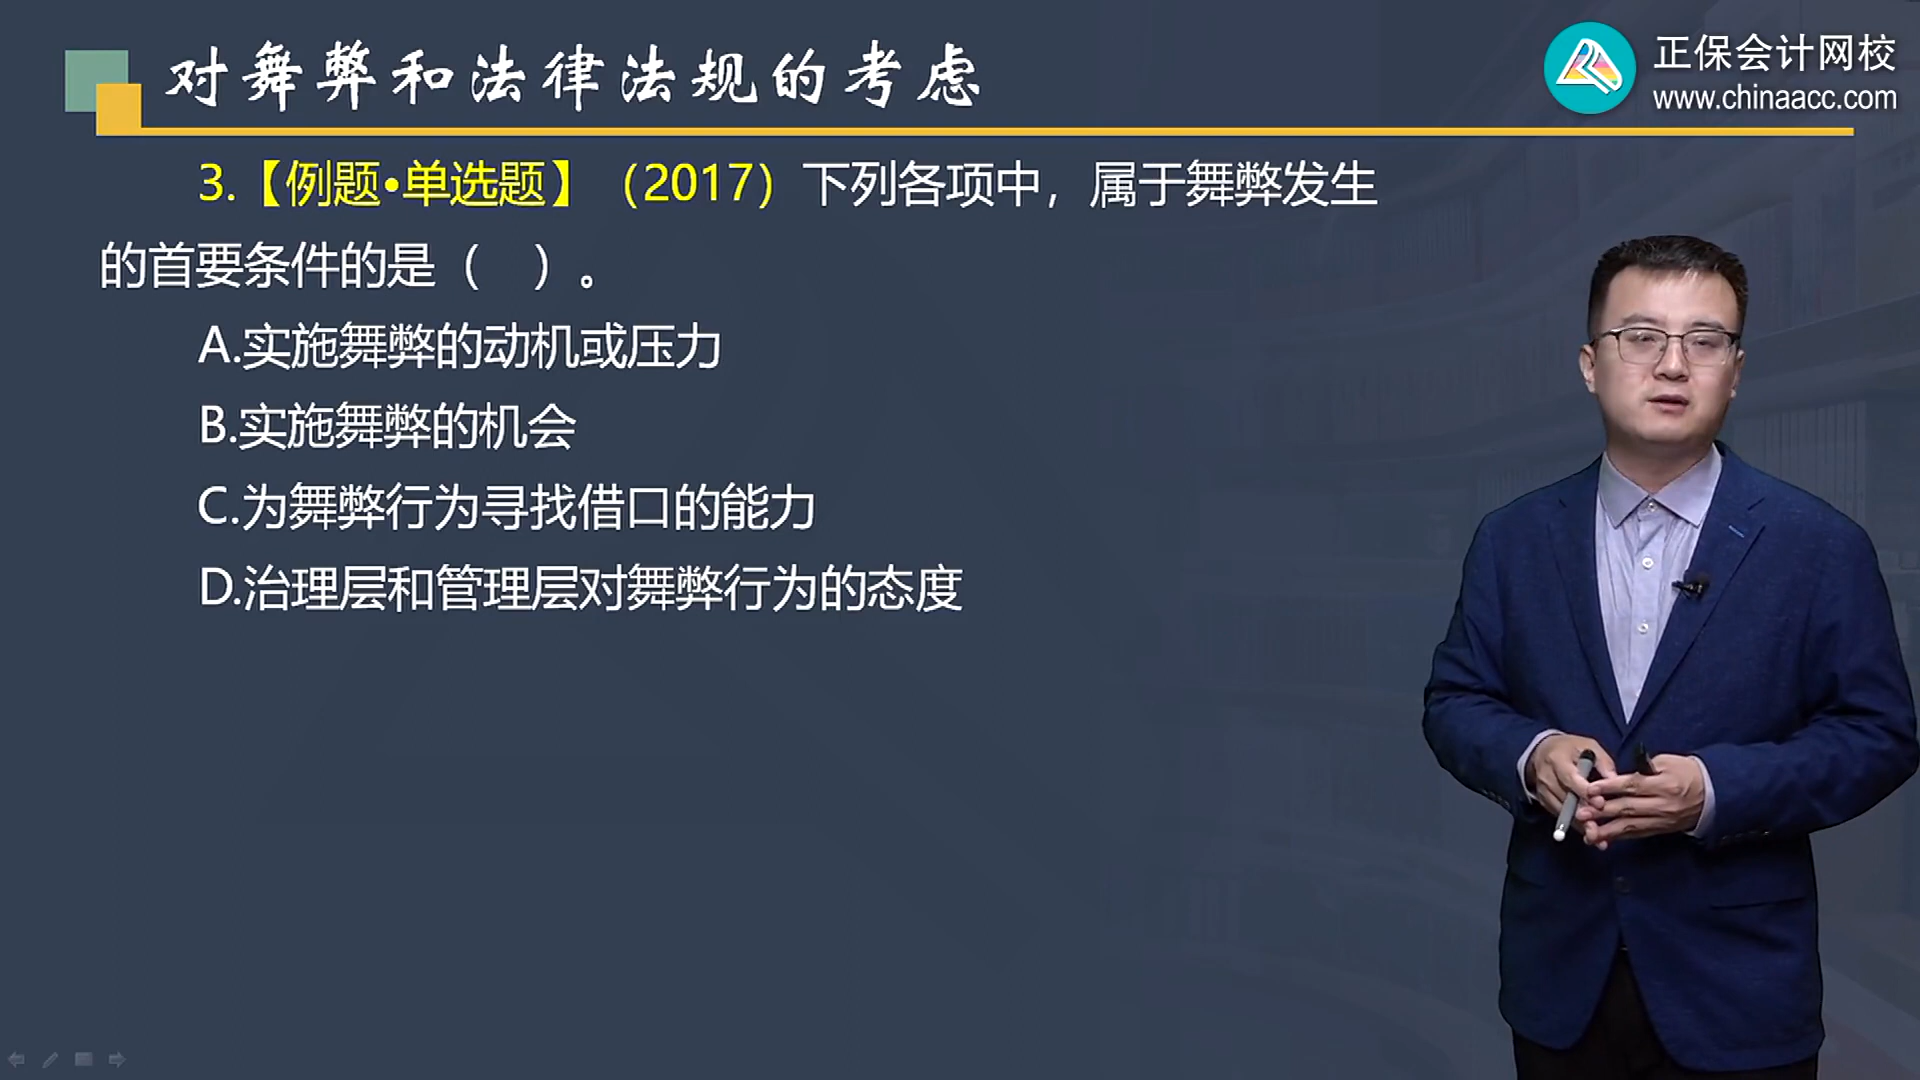 对舞弊和法律法规的考虑
正保会计网校
www.chinaacc.com
3.【例题•单选题】（2017）下列各项中，属于舞弊发生
的首要条件的是（　）。
A.实施舞弊的动机或压力
B.实施舞弊的机会
C.为舞弊行为寻找借口的能力
D.治理层和管理层对舞弊行为的态度